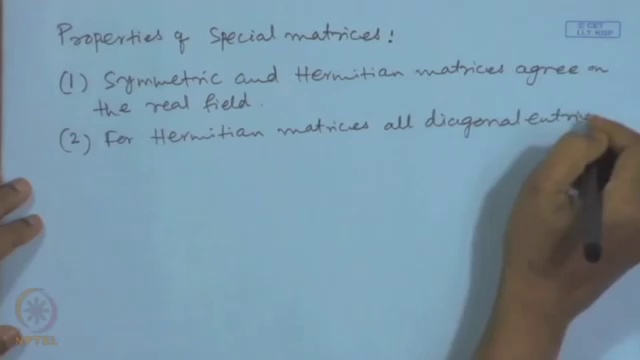 Properties of Special matrices:
(1) Symmetric and Hermitian matrices agree on
the real field.
(2) For Hermitian matrices all diagonal entri
© CET
I.I.T. KGP
NPTEL